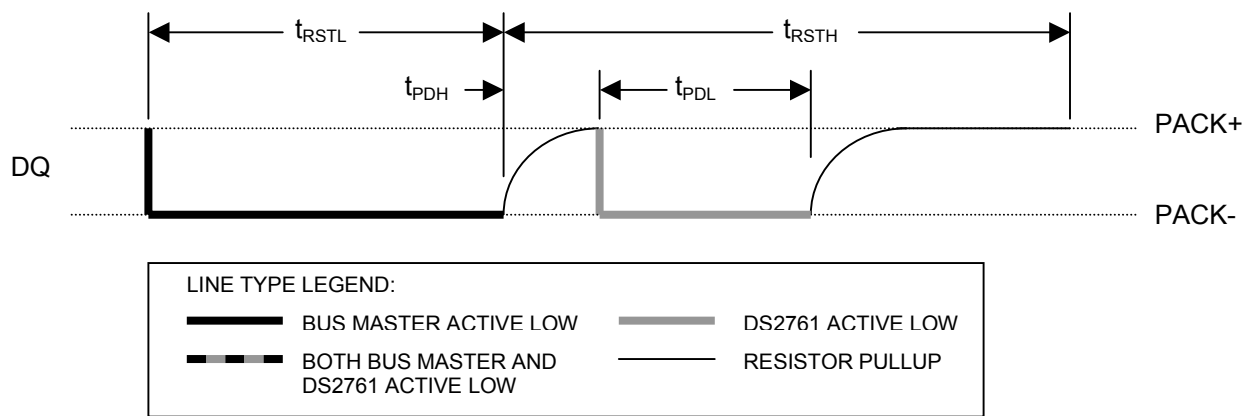 tRSTL
tRSTH
tPDH
tPDL
PACK+
DQ
PACK-
LINE TYPE LEGEND:
BUS MASTER ACTIVE LOW
DS2761 ACTIVE LOW
BOTH BUS MASTER AND
DS2761 ACTIVE LOW
RESISTOR PULLUP